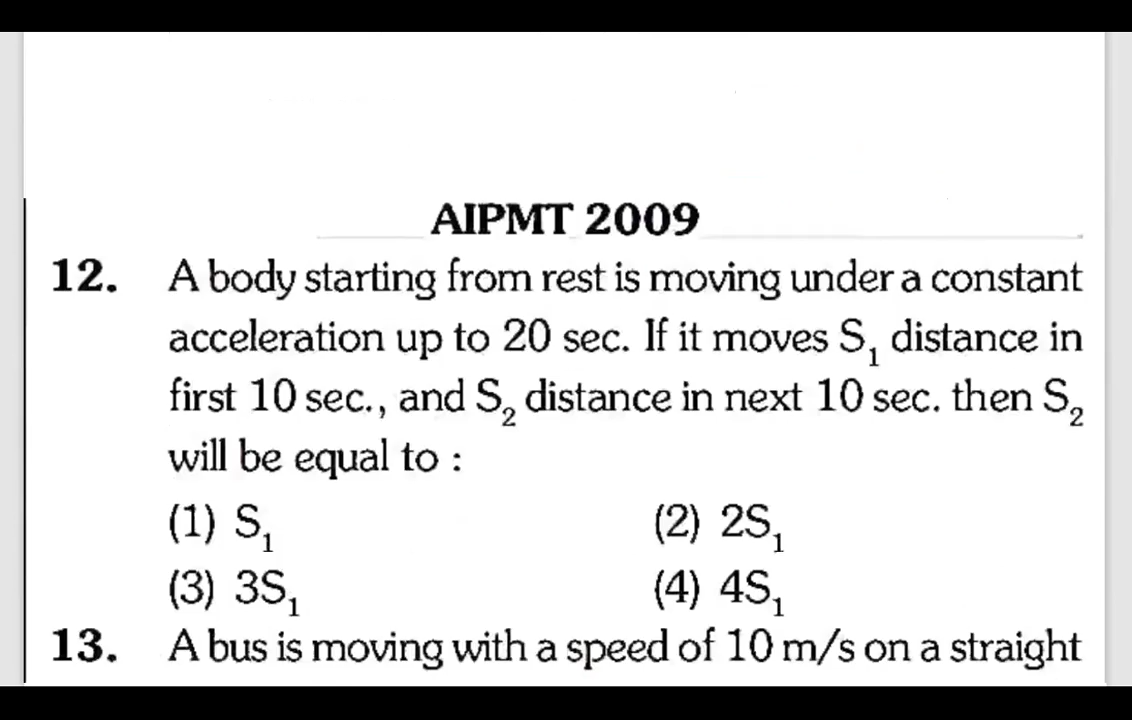 AIPMT 2009
12. A body starting from rest is moving under a constant
acceleration up to 20 sec. If it moves S₁ distance in
first 10 sec., and S₂ distance in next 10 sec. then S₂
will be equal to :
(1) S₁ (2) 2S₁
(3) 3S₁ (4) 4S₁
13. A bus is moving with a speed of 10 m/s on a straight